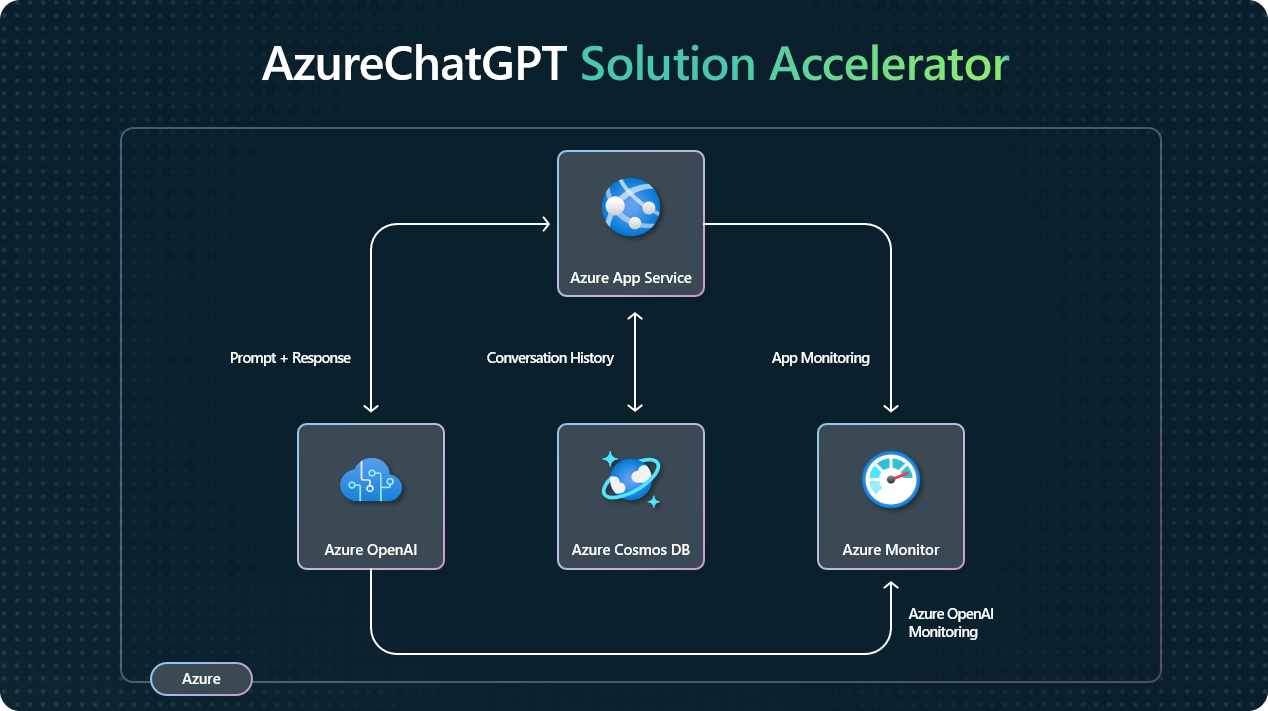 AzureChatGPT Solution Accelerator
Azure App Service
Prompt + Response
Conversation History
App Monitoring
Azure OpenAI
Azure Cosmos DB
Azure Monitor
Azure OpenAI
Monitoring
Azure